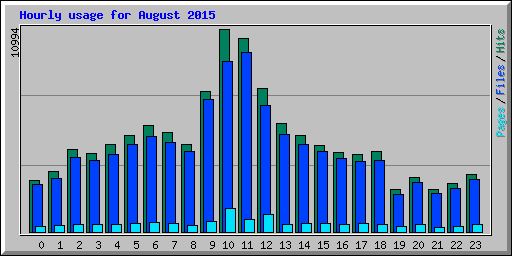 Hourly usage for August 2015
10994
Pages/Files/Hits
0 1 2 3 4 5 6 7 8 9 10 11 12 13 14 15 16 17 18 19 20 21 22 23